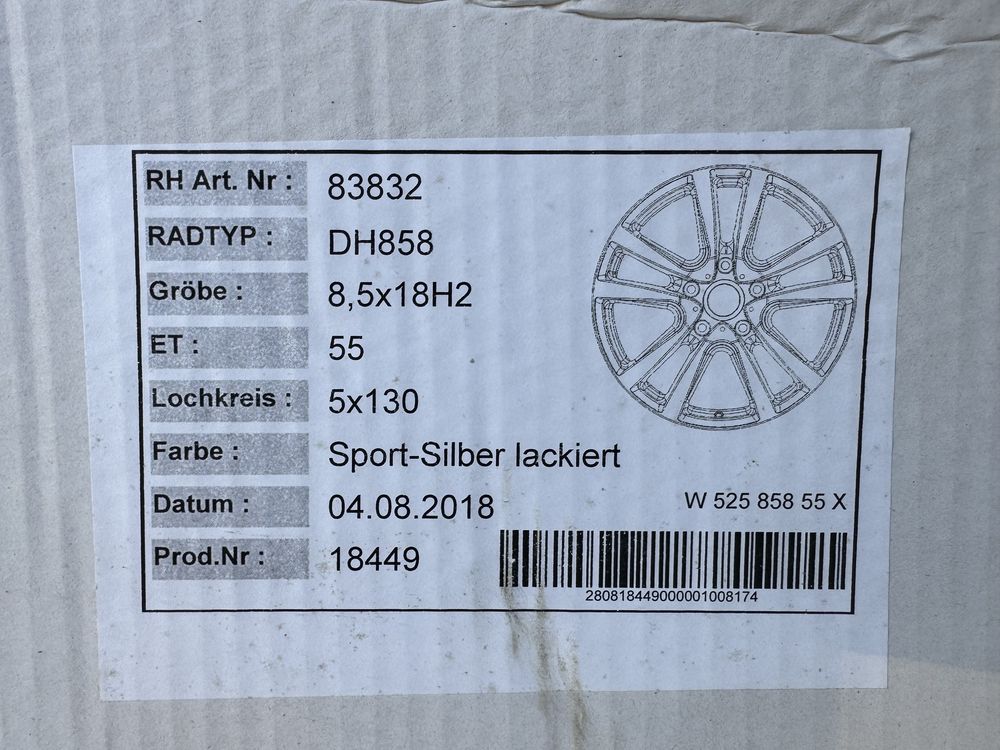 RH Art. Nr : 83832
RADTYP : DH858
Gröbe : 8,5x18H2
ET : 55
Lochkreis : 5x130
Farbe : Sport-Silber lackiert
Datum : 04.08.2018
W 525 858 55 X
Prod.Nr : 18449
280818449000001008174